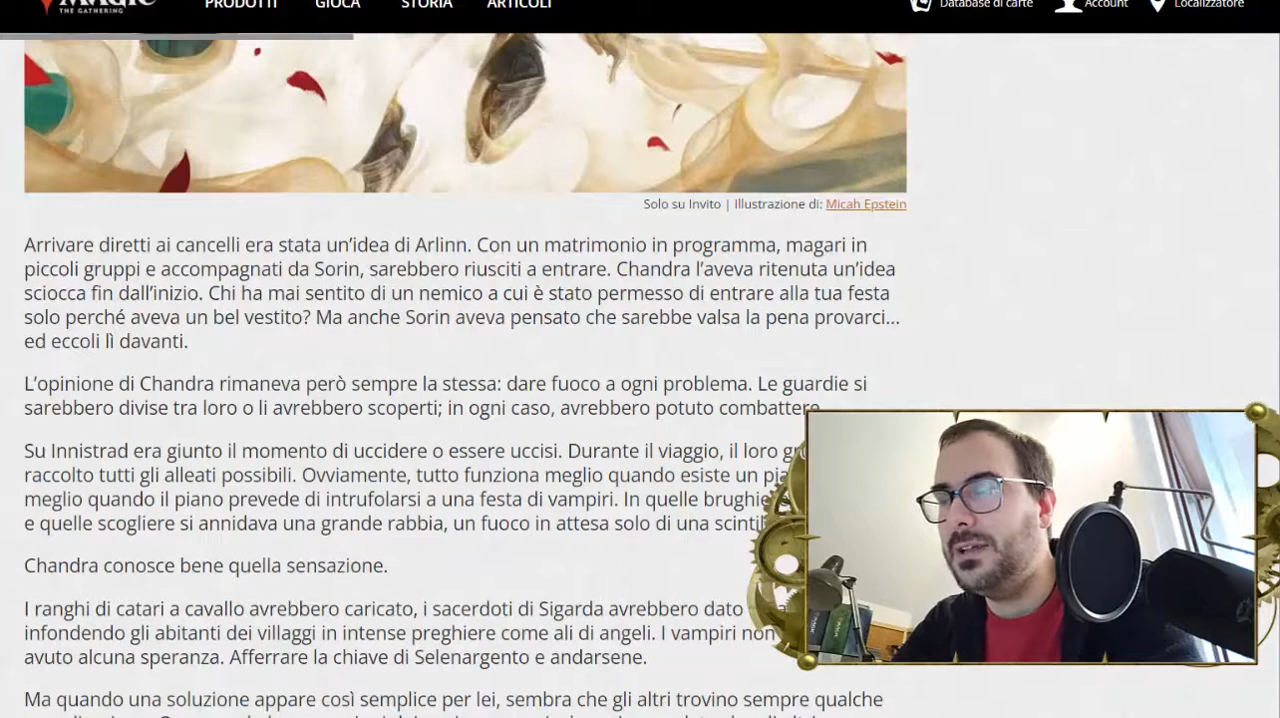 MAGIC
THE GATHERING
PRODOTTI GIOCA STORIA ARTICOLI
Database di carte Account Localizzatore
Solo su Invito | Illustrazione di: Micah Epstein
Arrivare diretti ai cancelli era stata un’idea di Arlinn. Con un matrimonio in programma, magari in
piccoli gruppi e accompagnati da Sorin, sarebbero riusciti a entrare. Chandra l’aveva ritenuta un’idea
sciocca fin dall’inizio. Chi ha mai sentito di un nemico a cui è stato permesso di entrare alla tua festa
solo perché aveva un bel vestito? Ma anche Sorin aveva pensato che sarebbe valsa la pena provarci…
ed eccoli lì davanti.
L’opinione di Chandra rimaneva però sempre la stessa: dare fuoco a ogni problema. Le guardie si
sarebbero divise tra loro o li avrebbero scoperti; in ogni caso, avrebbero potuto combattere.
Su Innistrad era giunto il momento di uccidere o essere uccisi. Durante il viaggio, il loro
raccolto tutti gli alleati possibili. Ovviamente, tutto funziona meglio quando esiste un
meglio quando il piano prevede di intrufolarsi a una festa di vampiri. In quelle
e quelle scogliere si annidava una grande rabbia, un fuoco in attesa solo di una
Chandra conosce bene quella sensazione.
I ranghi di catari a cavallo avrebbero caricato, i sacerdoti di Sigarda avrebbero dato
infondendo gli abitanti dei villaggi in intense preghiere come ali di angeli. I vampiri non
avuto alcuna speranza. Afferrare la chiave di Selenargento e andarsene.
Ma quando una soluzione appare così semplice per lei, sembra che gli altri trovino sempre qualche